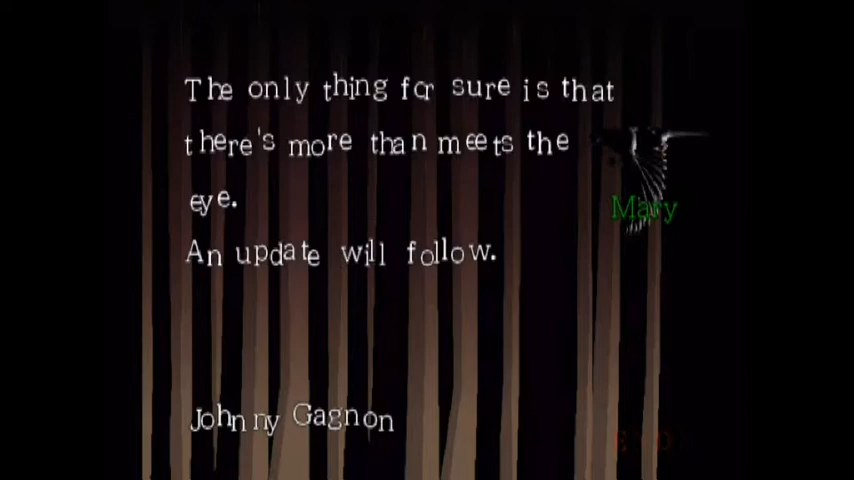 The only thing for sure is that
there's more than meets the
eye.
Mary
An update will follow.
Johnny Gagnon